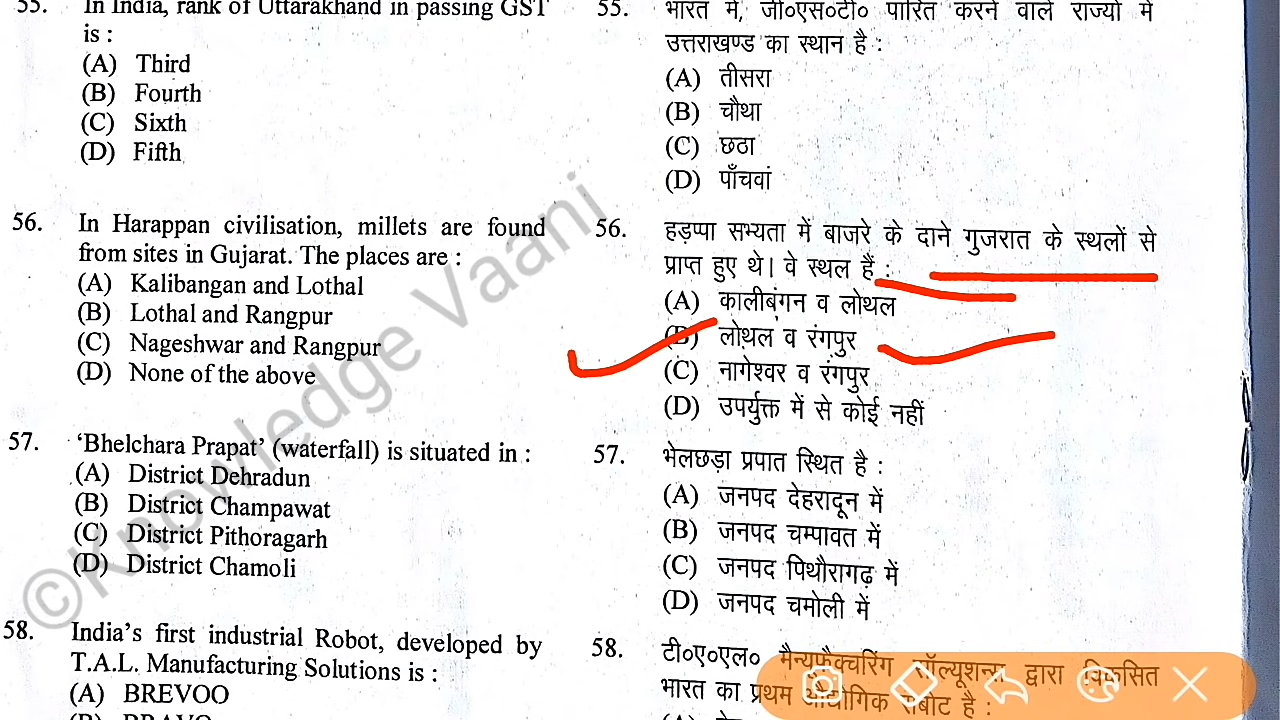 55. In India, rank of Uttarakhand in passing GST
is :
(A) Third
(B) Fourth
(C) Sixth
(D) Fifth
56. In Harappan civilisation, millets are found
from sites in Gujarat. The places are :
(A) Kalibangan and Lothal
(B) Lothal and Rangpur
(C) Nageshwar and Rangpur
(D) None of the above
57. ‘Bhelchara Prapat’ (waterfall) is situated in :
(A) District Dehradun
(B) District Champawat
(C) District Pithoragarh
(D) District Chamoli
58. India’s first industrial Robot, developed by
T.A.L. Manufacturing Solutions is :
(A) BREVOO
55. भारत में, जी०एस०टी० पारित करने वाले राज्यों में
उत्तराखण्ड का स्थान है :
(A) तीसरा
(B) चौथा
(C) छठा
(D) पाँचवां
56. हड़प्पा सभ्यता में बाजरे के दाने गुजरात के स्थलों से
प्राप्त हुए थे। वे स्थल हैं :
(A) कालीबंगन व लोथल
(B) लोथल व रंगपुर
(C) नागेश्वर व रंगपुर
(D) उपर्युक्त में से कोई नहीं
57. भेलछड़ा प्रपात स्थित है :
(A) जनपद देहरादून में
(B) जनपद चम्पावत में
(C) जनपद पिथौरागढ़ में
(D) जनपद चमोली में
58. टी०ए०एल० मैन्यूफैक्चरिंग सॉल्यूशन्स द्वारा विकसित
भारत का प्रथम औद्योगिक रोबोट है :
©Knowledge Vaani